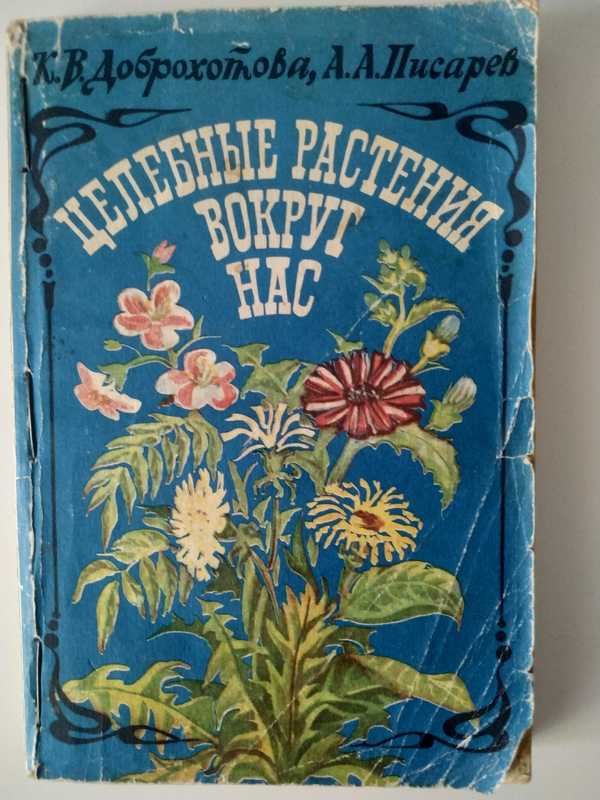 К. В. Доброхотова, А. А. Писарев
ЦЕЛЕБНЫЕ РАСТЕНИЯ
ВОКРУГ
НАС